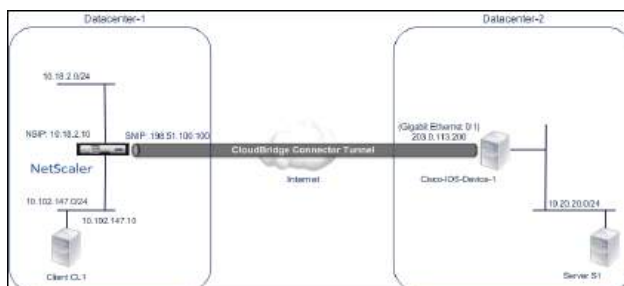 Datacenter-1
Datacenter-2
10.18.2.0/24
NSIP: 10.18.2.10
SNIP :198.51.100.100
(Gigabit Ethernet 0/1)
203.0.113.200
CloudBridge Connector Tunnel
NetScaler
Internet
Cisco-IOS-Device-1
10.102.147.0/24
10.102.147.10
10.20.20.0/24
Client CL1
Server S1